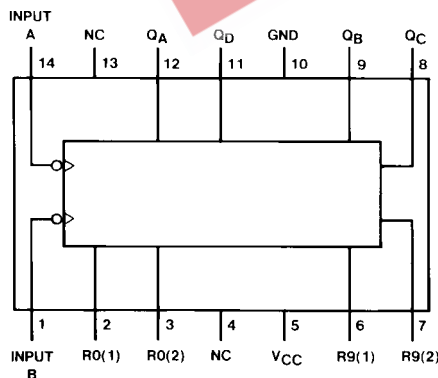 INPUT
A NC QA QD GND QB QC
14 13 12 11 10 9 8
1 2 3 4 5 6 7
INPUT R0(1) R0(2) NC VCC R9(1) R9(2)
B